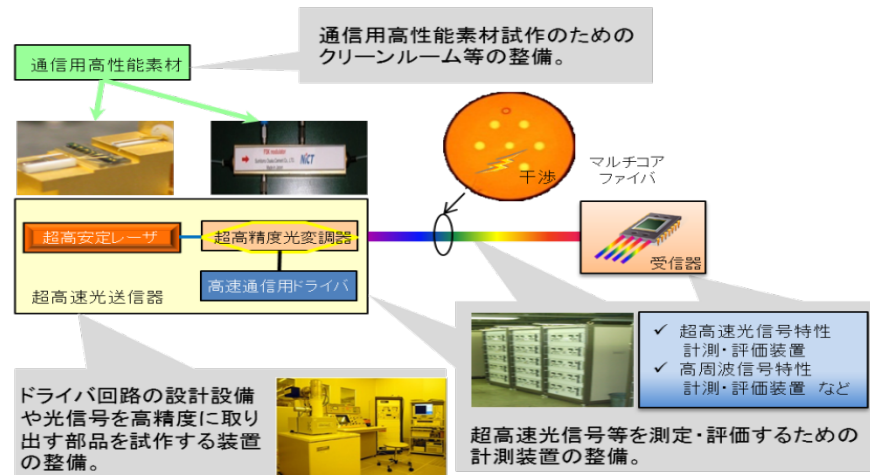 通信用高性能素材試作のための
クリーンルーム等の整備。
通信用高性能素材
NiCT
干渉
マルチコア
ファイバ
超高安定レーザ
超高精度光変調器
高速通信用ドライバ
超高速光送信器
受信器
ドライバ回路の設計設備
や光信号を高精度に取り
出す部品を試作する装置
の整備。
✓ 超高速光信号特性
計測・評価装置
✓ 高周波信号特性
計測・評価装置 など
超高速光信号等を測定・評価するための
計測装置の整備。